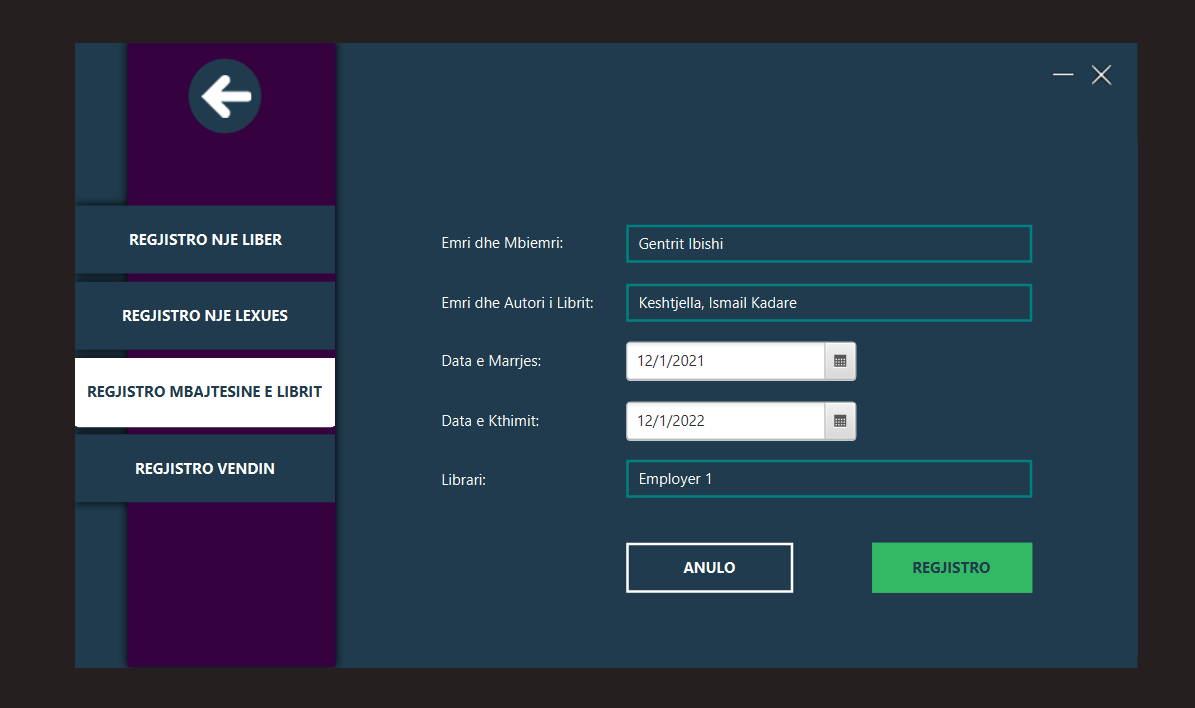 REGJISTRO NJE LIBER
REGJISTRO NJE LEXUES
REGJISTRO MBAJTESINE E LIBRIT
REGJISTRO VENDIN
Emri dhe Mbiemri: Gentrit Ibishi
Emri dhe Autori i Librit: Keshtjella, Ismail Kadare
Data e Marrjes: 12/1/2021
Data e Kthimit: 12/1/2022
Librari: Employer 1
ANULO REGJISTRO